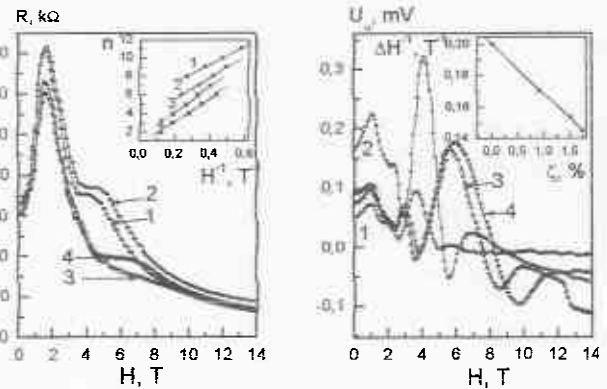 R, kΩ
n
12
10
8
6
4
2
1
2
0,0 0,2 0,4 0,6
H⁻¹, T
2
1
4
3
0 2 4 6 8 10 12 14
H, T
mV
0,3
0,2
0,1
0,0
-0,1
ΔH⁻¹, T
0,20
0,18
0,16
0,14
0,0 0,5 1,0 1,5
ζ, %
2
1
3
4
0 2 4 6 8 10 12 14
H, T